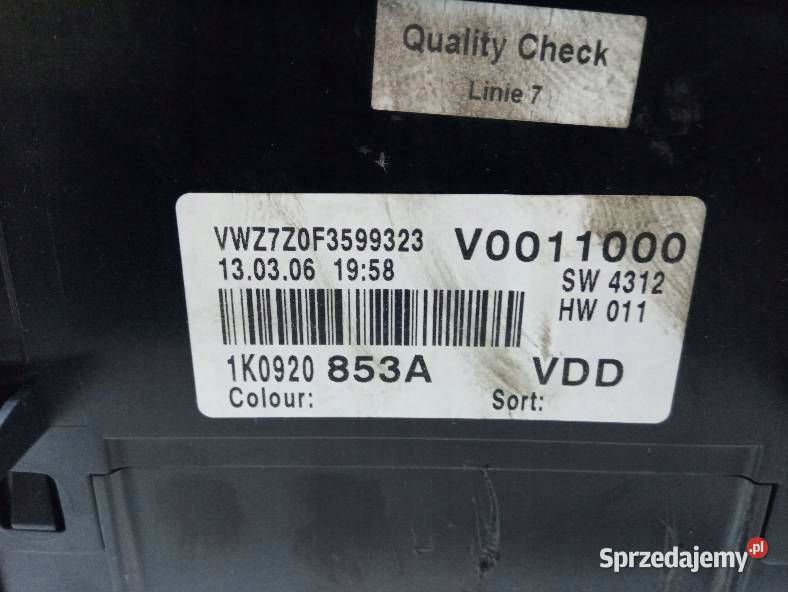 Quality Check
Linie 7
VWZ7Z0F3599323 V0011000
13.03.06 19:58 SW 4312
HW 011
1K0920 853A VDD
Colour: Sort:
Sprzedajemy.pl